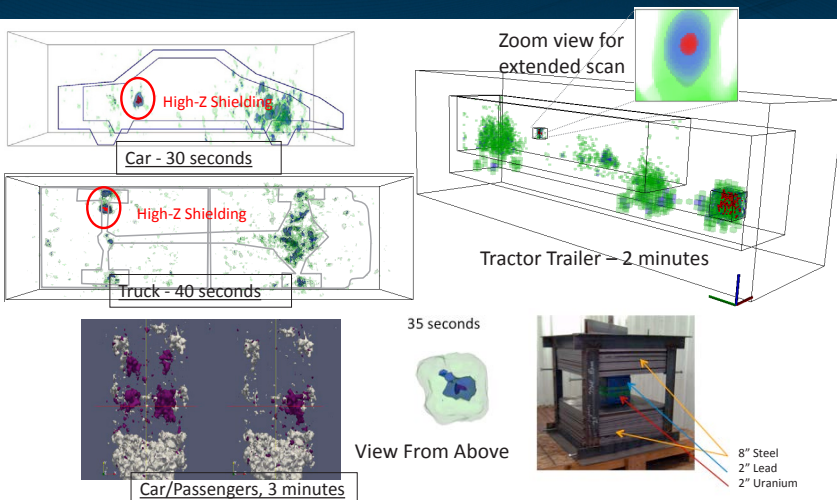 Zoom view for
extended scan
High-Z Shielding
Car - 30 seconds
High-Z Shielding
Truck - 40 seconds
Tractor Trailer – 2 minutes
35 seconds
View From Above
8” Steel
2” Lead
2” Uranium
Car/Passengers, 3 minutes